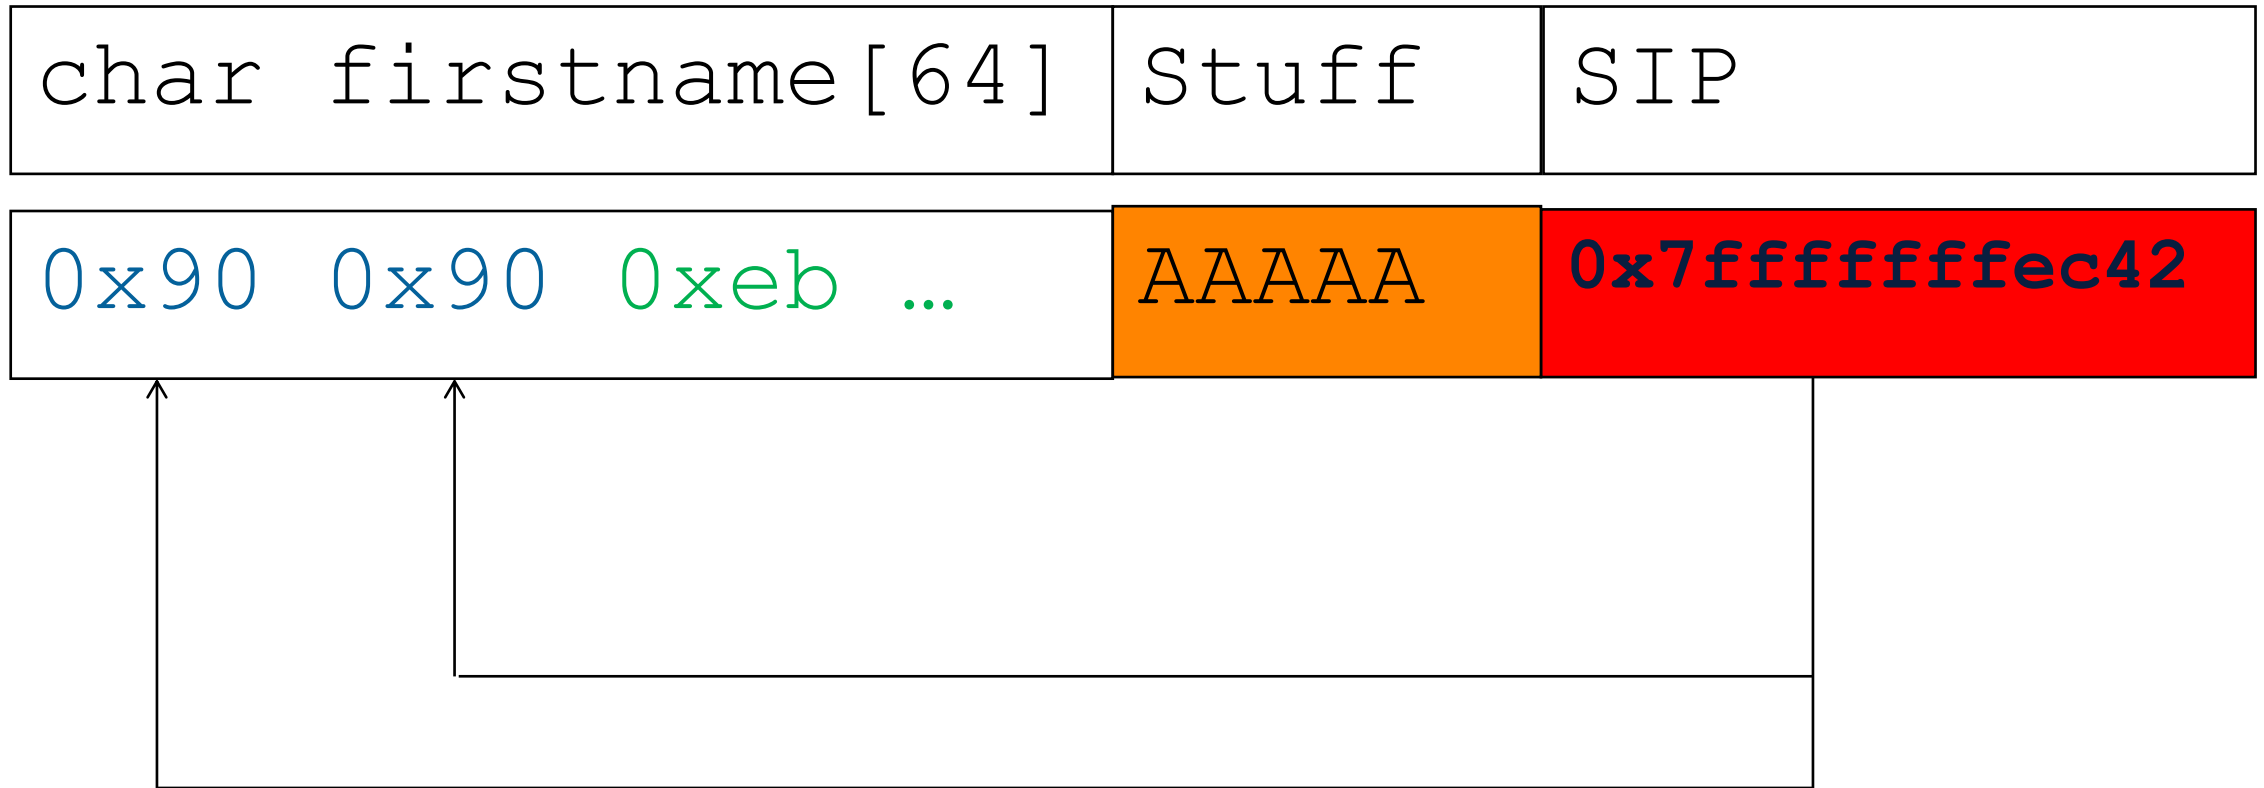 char firstname[64] Stuff SIP
0x90 0x90 0xeb … AAAAA 0x7fffffffec42